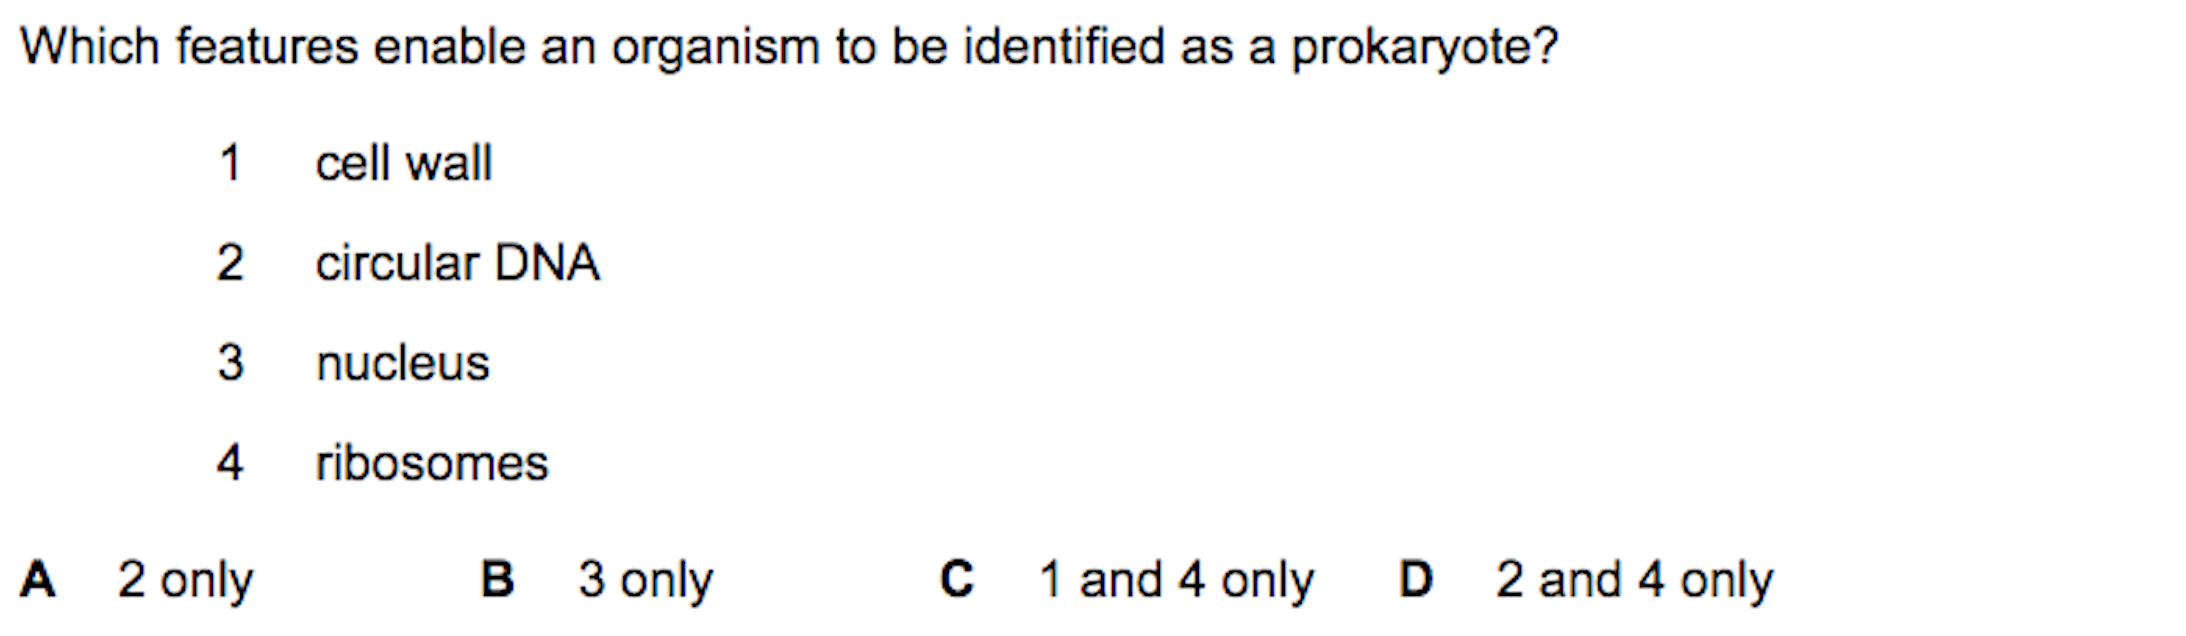 Which features enable an organism to be identified as a prokaryote?
1 cell wall
2 circular DNA
3 nucleus
4 ribosomes
A 2 only B 3 only C 1 and 4 only D 2 and 4 only